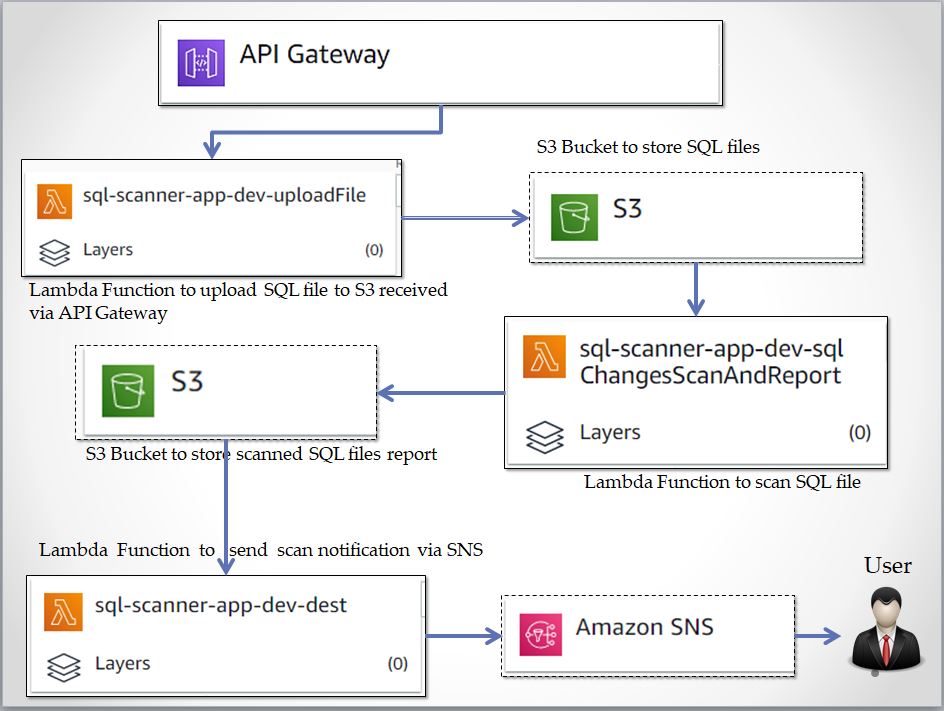 API Gateway
S3 Bucket to store SQL files
sql-scanner-app-dev-uploadFile
Layers (0)
S3
Lambda Function to upload SQL file to S3 received
via API Gateway
sql-scanner-app-dev-sql
ChangesScanAndReport
Layers (0)
Lambda Function to scan SQL file
S3
S3 Bucket to store scanned SQL files report
Lambda Function to send scan notification via SNS
sql-scanner-app-dev-dest
Layers (0)
Amazon SNS
User